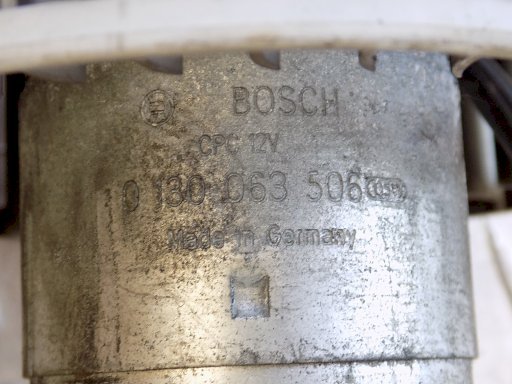 BOSCH
CPC 12V
0 130 063 506
Made in Germany